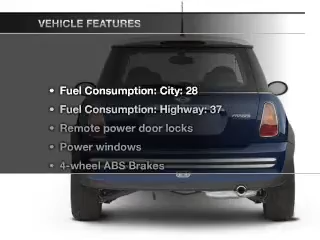 VEHICLE FEATURES
• Fuel Consumption: City: 28
• Fuel Consumption: Highway: 37
• Remote power door locks
• Power windows
• 4-wheel ABS Brakes